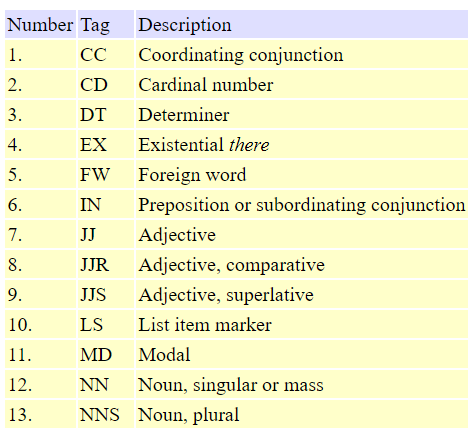 Number Tag Description
1. CC Coordinating conjunction
2. CD Cardinal number
3. DT Determiner
4. EX Existential there
5. FW Foreign word
6. IN Preposition or subordinating conjunction
7. JJ Adjective
8. JJR Adjective, comparative
9. JJS Adjective, superlative
10. LS List item marker
11. MD Modal
12. NN Noun, singular or mass
13. NNS Noun, plural